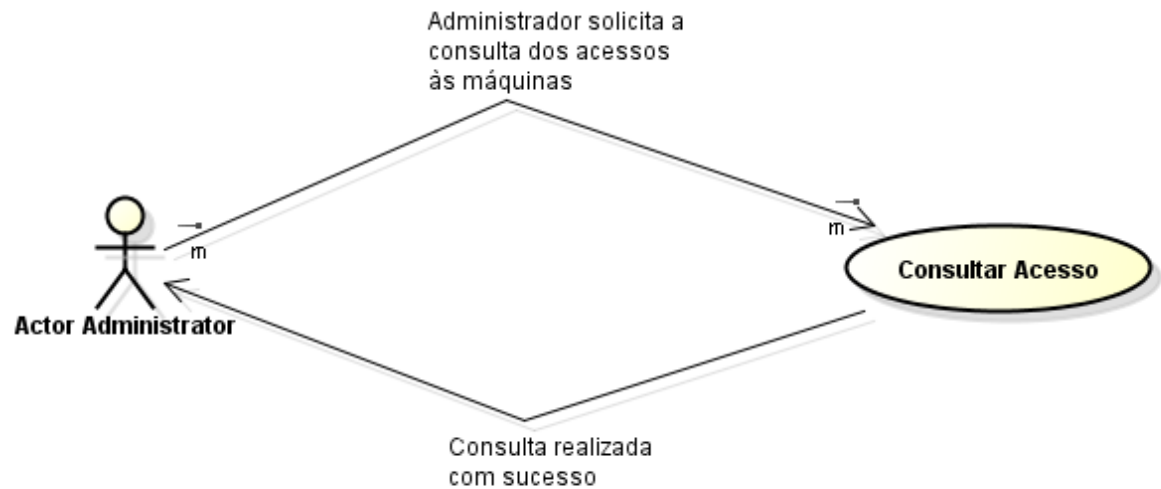 Administrador solicita a
consulta dos acessos
às máquinas
m
m
Consultar Acesso
Actor Administrator
Consulta realizada
com sucesso